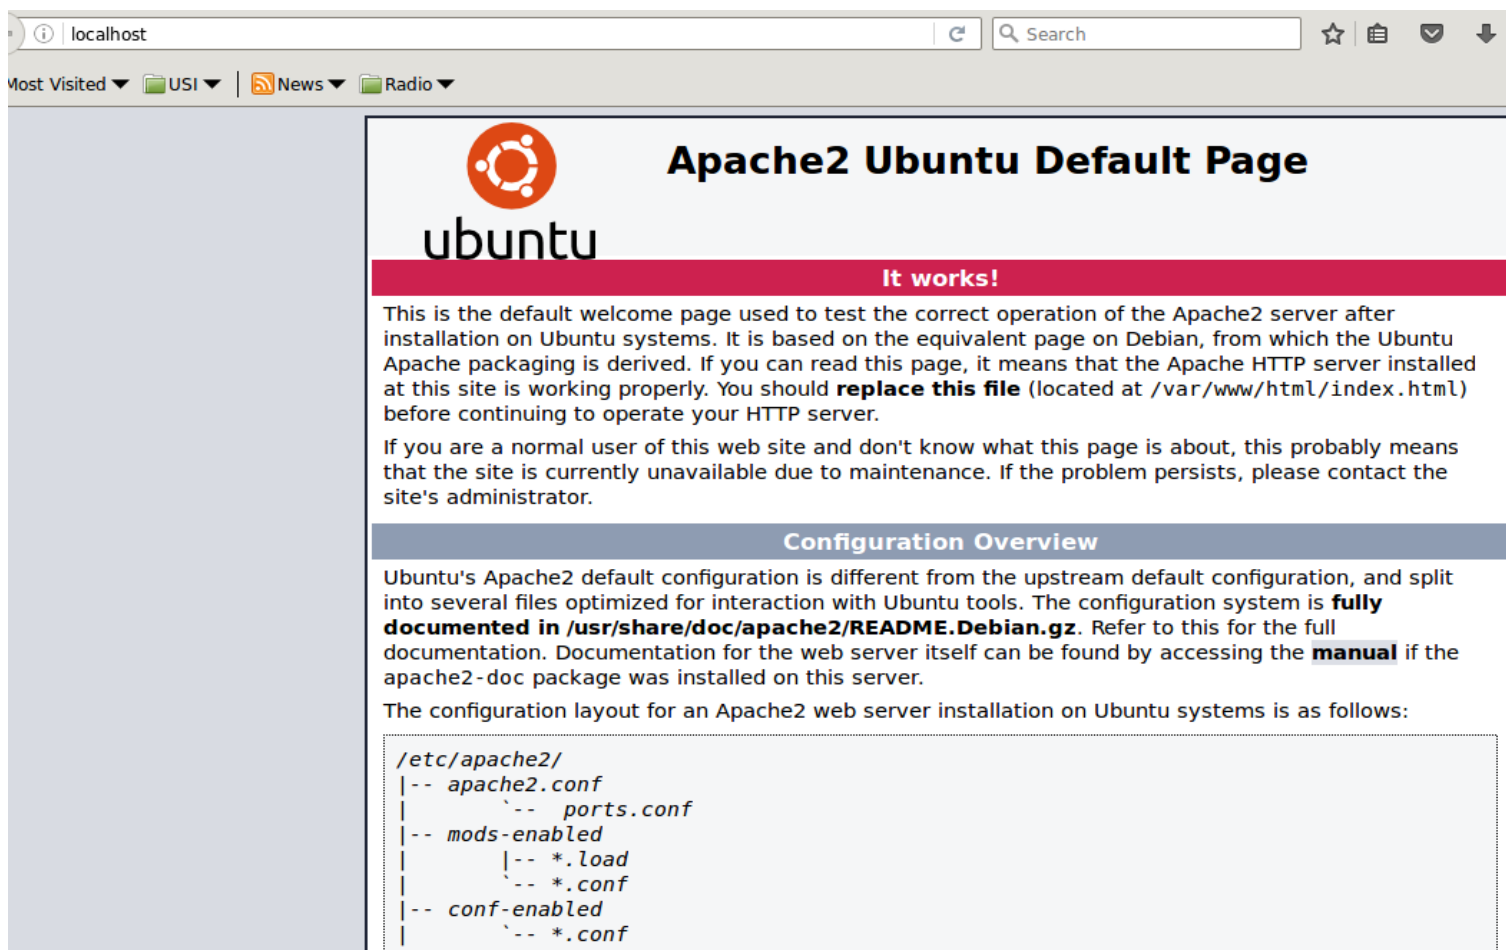 localhost
Search
Most Visited USI News Radio
ubuntu
Apache2 Ubuntu Default Page
It works!
This is the default welcome page used to test the correct operation of the Apache2 server after
installation on Ubuntu systems. It is based on the equivalent page on Debian, from which the Ubuntu
Apache packaging is derived. If you can read this page, it means that the Apache HTTP server installed
at this site is working properly. You should replace this file (located at /var/www/html/index.html)
before continuing to operate your HTTP server.
If you are a normal user of this web site and don't know what this page is about, this probably means
that the site is currently unavailable due to maintenance. If the problem persists, please contact the
site's administrator.
Configuration Overview
Ubuntu's Apache2 default configuration is different from the upstream default configuration, and split
into several files optimized for interaction with Ubuntu tools. The configuration system is fully
documented in /usr/share/doc/apache2/README.Debian.gz. Refer to this for the full
documentation. Documentation for the web server itself can be found by accessing the manual if the
apache2-doc package was installed on this server.
The configuration layout for an Apache2 web server installation on Ubuntu systems is as follows:
/etc/apache2/
|-- apache2.conf
|       `--  ports.conf
|-- mods-enabled
|       |-- *.load
|       `-- *.conf
|-- conf-enabled
|       `-- *.conf